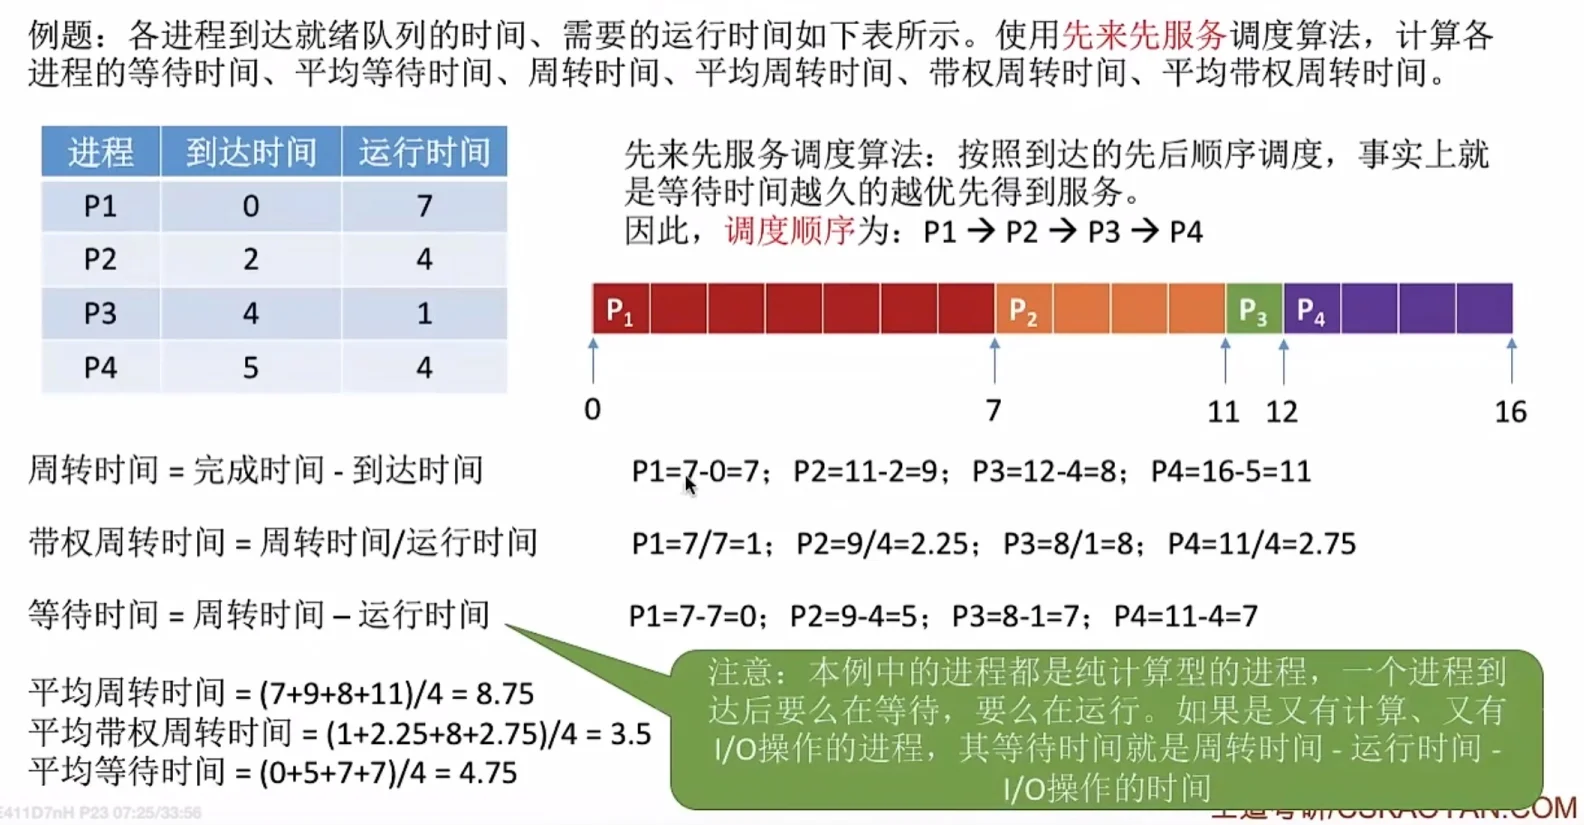 例题：各进程到达就绪队列的时间、需要的运行时间如下表所示。使用先来先服务调度算法，计算各
进程的等待时间、平均等待时间、周转时间、平均周转时间、带权周转时间、平均带权周转时间。
进程 到达时间 运行时间
P1 0 7
P2 2 4
P3 4 1
P4 5 4
先来先服务调度算法：按照到达的先后顺序调度，事实上就
是等待时间越久的越优先得到服务。
因此，调度顺序为：P1 → P2 → P3 → P4
P1 P2 P3 P4
0 7 11 12 16
周转时间 = 完成时间 - 到达时间 P1=7-0=7；P2=11-2=9；P3=12-4=8；P4=16-5=11
带权周转时间 = 周转时间/运行时间 P1=7/7=1；P2=9/4=2.25；P3=8/1=8；P4=11/4=2.75
等待时间 = 周转时间 – 运行时间 P1=7-7=0；P2=9-4=5；P3=8-1=7；P4=11-4=7
平均周转时间 = (7+9+8+11)/4 = 8.75
平均带权周转时间 = (1+2.25+8+2.75)/4 = 3.5
平均等待时间 = (0+5+7+7)/4 = 4.75
注意：本例中的进程都是纯计算型的进程，一个进程到
达后要么在等待，要么在运行。如果是又有计算、又有
I/O操作的进程，其等待时间就是周转时间 - 运行时间 -
I/O操作的时间
E411D7nH P23 07:25/33:56